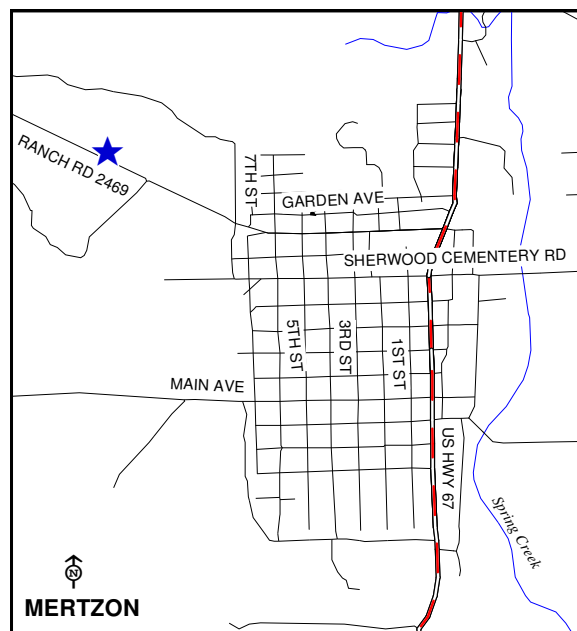 RANCH RD 2469
7TH ST
GARDEN AVE
SHERWOOD CEMETERY RD
5TH ST
3RD ST
1ST ST
MAIN AVE
US HWY 67
Spring Creek
N
MERTZON